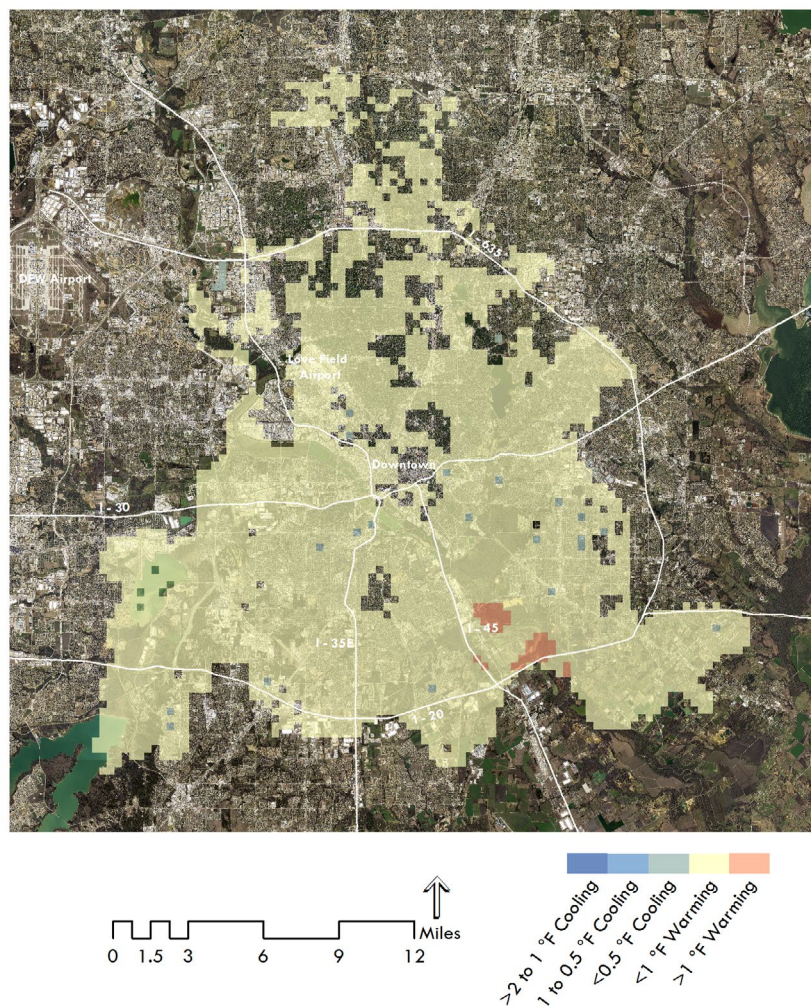 I - 635
DFW Airport
Love Field
Airport
Downtown
I - 30
I - 45
I - 35E
I - 20
Miles
0 1.5 3 6 9 12
>2 to 1 °F Cooling
1 to 0.5 °F Cooling
<0.5 °F Cooling
<1 °F Warming
>1 °F Warming